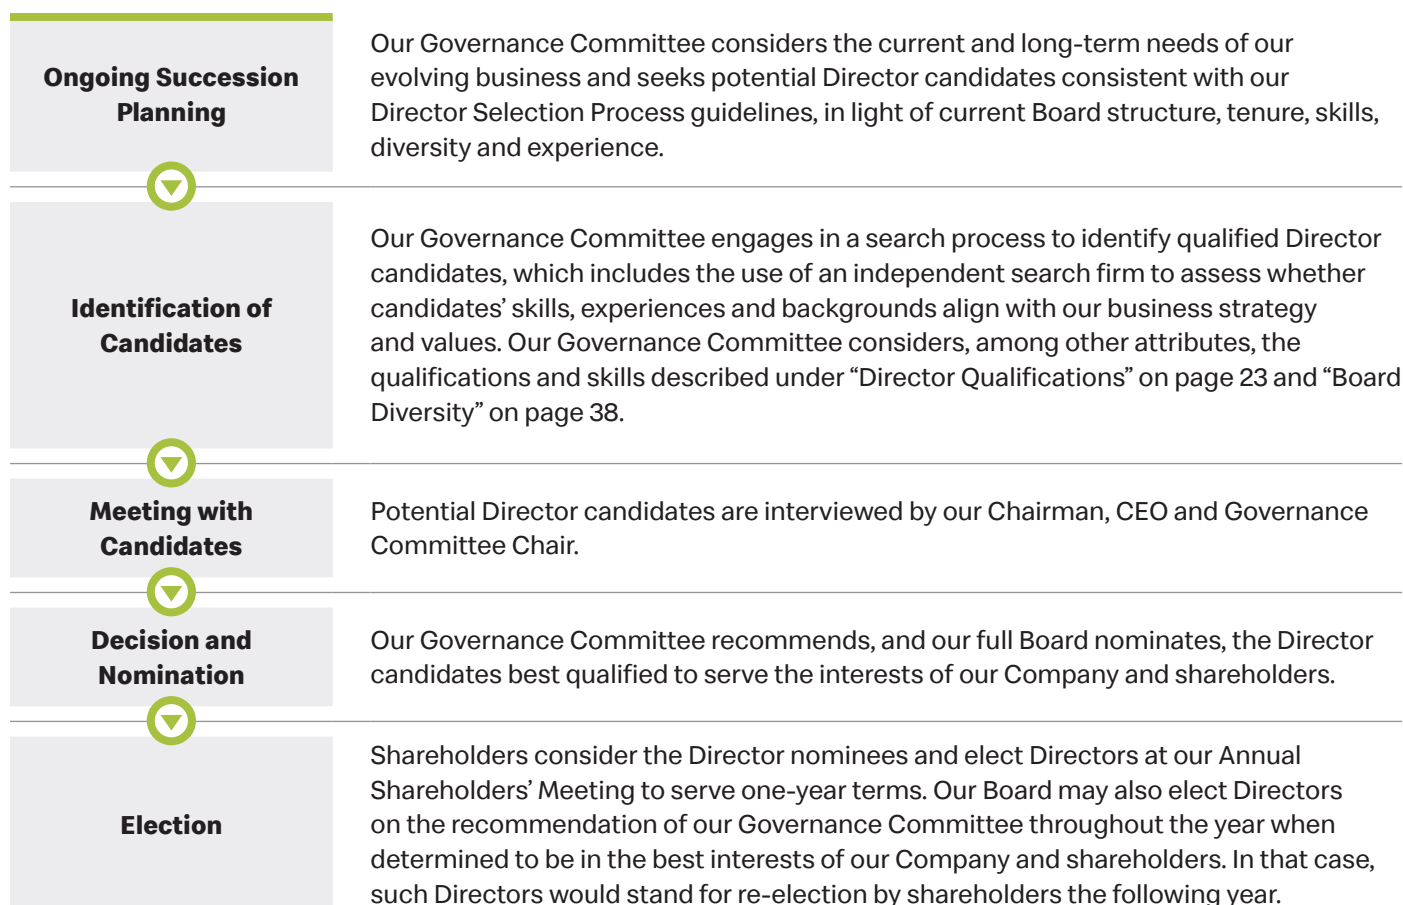 Ongoing Succession
Planning
Our Governance Committee considers the current and long-term needs of our
evolving business and seeks potential Director candidates consistent with our
Director Selection Process guidelines, in light of current Board structure, tenure, skills,
diversity and experience.
Identification of
Candidates
Our Governance Committee engages in a search process to identify qualified Director
candidates, which includes the use of an independent search firm to assess whether
candidates’ skills, experiences and backgrounds align with our business strategy
and values. Our Governance Committee considers, among other attributes, the
qualifications and skills described under “Director Qualifications” on page 23 and “Board
Diversity” on page 38.
Meeting with
Candidates
Potential Director candidates are interviewed by our Chairman, CEO and Governance
Committee Chair.
Decision and
Nomination
Our Governance Committee recommends, and our full Board nominates, the Director
candidates best qualified to serve the interests of our Company and shareholders.
Election
Shareholders consider the Director nominees and elect Directors at our Annual
Shareholders’ Meeting to serve one-year terms. Our Board may also elect Directors
on the recommendation of our Governance Committee throughout the year when
determined to be in the best interests of our Company and shareholders. In that case,
such Directors would stand for re-election by shareholders the following year.